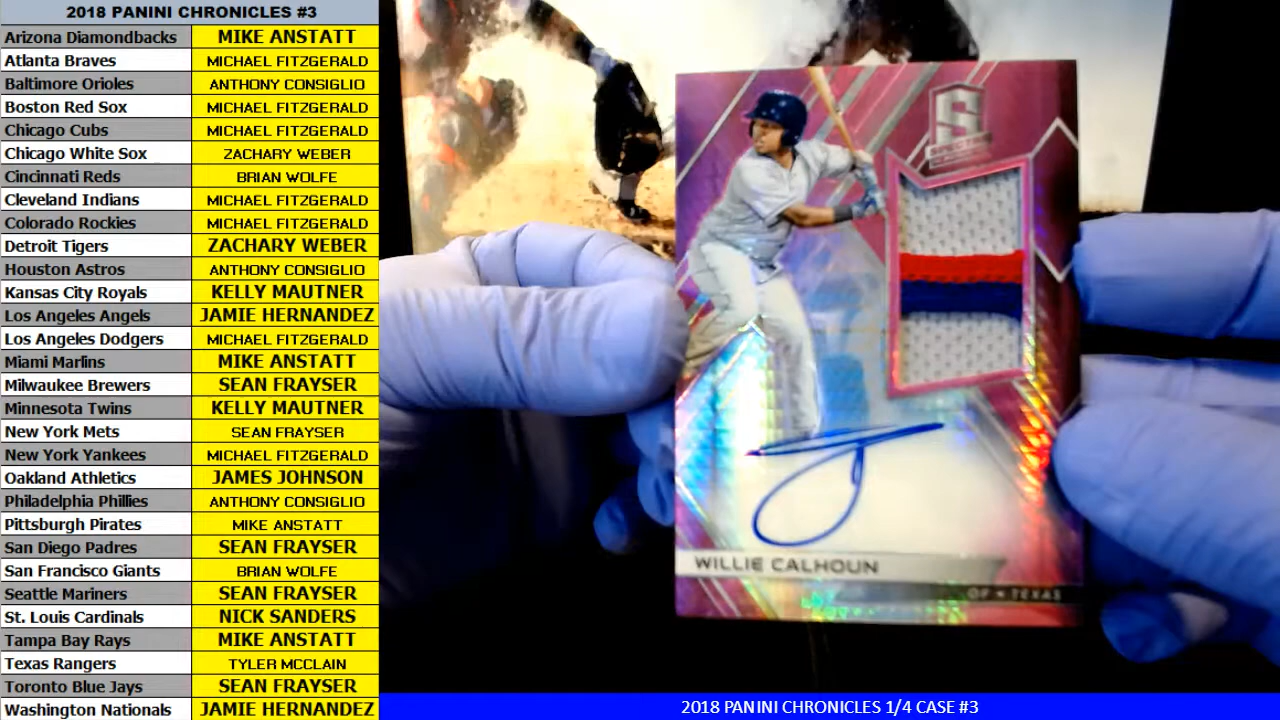 2018 PANINI CHRONICLES #3
Arizona Diamondbacks MIKE ANSTATT
Atlanta Braves MICHAEL FITZGERALD
Baltimore Orioles ANTHONY CONSIGLIO
Boston Red Sox MICHAEL FITZGERALD
Chicago Cubs MICHAEL FITZGERALD
Chicago White Sox ZACHARY WEBER
Cincinnati Reds BRIAN WOLFE
Cleveland Indians MICHAEL FITZGERALD
Colorado Rockies MICHAEL FITZGERALD
Detroit Tigers ZACHARY WEBER
Houston Astros ANTHONY CONSIGLIO
Kansas City Royals KELLY MAUTNER
Los Angeles Angels JAMIE HERNANDEZ
Los Angeles Dodgers MICHAEL FITZGERALD
Miami Marlins MIKE ANSTATT
Milwaukee Brewers SEAN FRAYSER
Minnesota Twins KELLY MAUTNER
New York Mets SEAN FRAYSER
New York Yankees MICHAEL FITZGERALD
Oakland Athletics JAMES JOHNSON
Philadelphia Phillies ANTHONY CONSIGLIO
Pittsburgh Pirates MIKE ANSTATT
San Diego Padres SEAN FRAYSER
San Francisco Giants BRIAN WOLFE
Seattle Mariners SEAN FRAYSER
St. Louis Cardinals NICK SANDERS
Tampa Bay Rays MIKE ANSTATT
Texas Rangers TYLER MCCLAIN
Toronto Blue Jays SEAN FRAYSER
Washington Nationals JAMIE HERNANDEZ
S
WILLIE CALHOUN
OF • TEXAS
2018 PANINI CHRONICLES 1/4 CASE #3